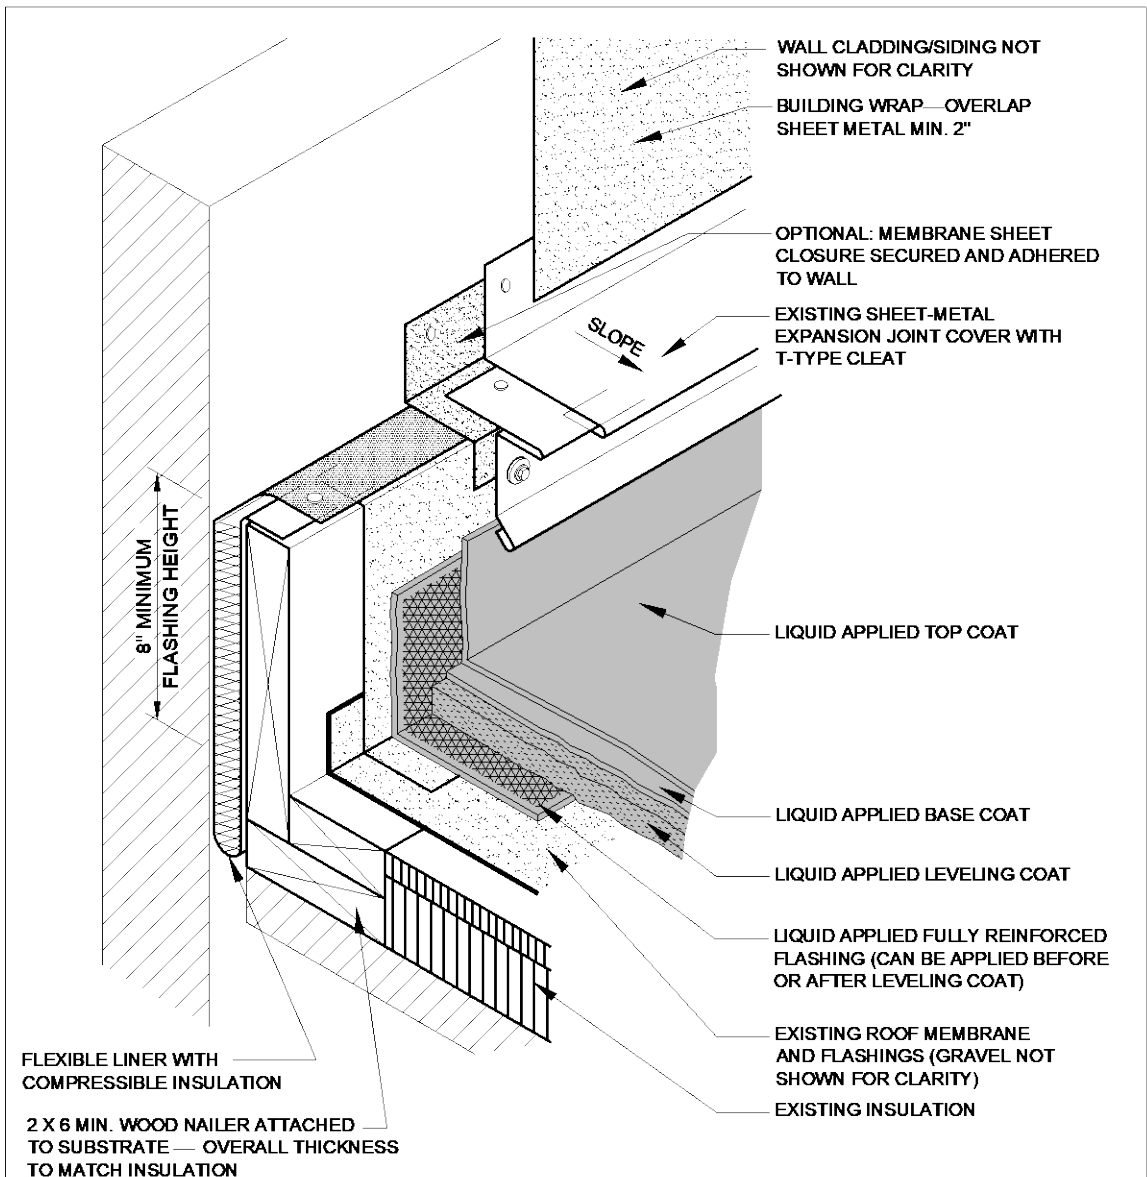 WALL CLADDING/SIDING NOT
SHOWN FOR CLARITY
BUILDING WRAP—OVERLAP
SHEET METAL MIN. 2"
OPTIONAL: MEMBRANE SHEET
CLOSURE SECURED AND ADHERED
TO WALL
EXISTING SHEET-METAL
EXPANSION JOINT COVER WITH
T-TYPE CLEAT
SLOPE
8" MINIMUM
FLASHING HEIGHT
LIQUID APPLIED TOP COAT
LIQUID APPLIED BASE COAT
LIQUID APPLIED LEVELING COAT
LIQUID APPLIED FULLY REINFORCED
FLASHING (CAN BE APPLIED BEFORE
OR AFTER LEVELING COAT)
EXISTING ROOF MEMBRANE
AND FLASHINGS (GRAVEL NOT
SHOWN FOR CLARITY)
EXISTING INSULATION
FLEXIBLE LINER WITH
COMPRESSIBLE INSULATION
2 X 6 MIN. WOOD NAILER ATTACHED
TO SUBSTRATE — OVERALL THICKNESS
TO MATCH INSULATION